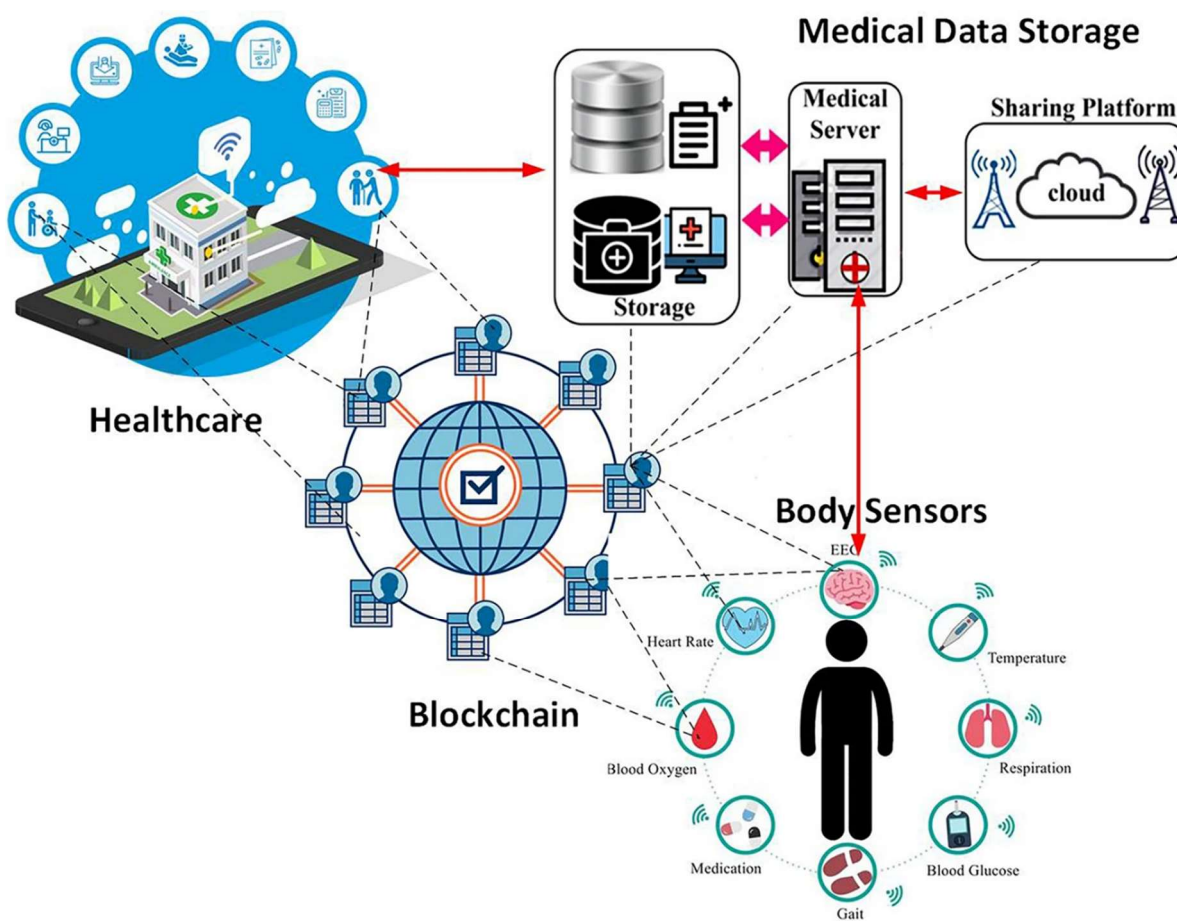 Medical Data Storage
Medical
Server
Sharing Platform
cloud
Storage
Healthcare
Body Sensors
EEG
Heart Rate
Temperature
Blockchain
Blood Oxygen
Respiration
Medication
Blood Glucose
Gait